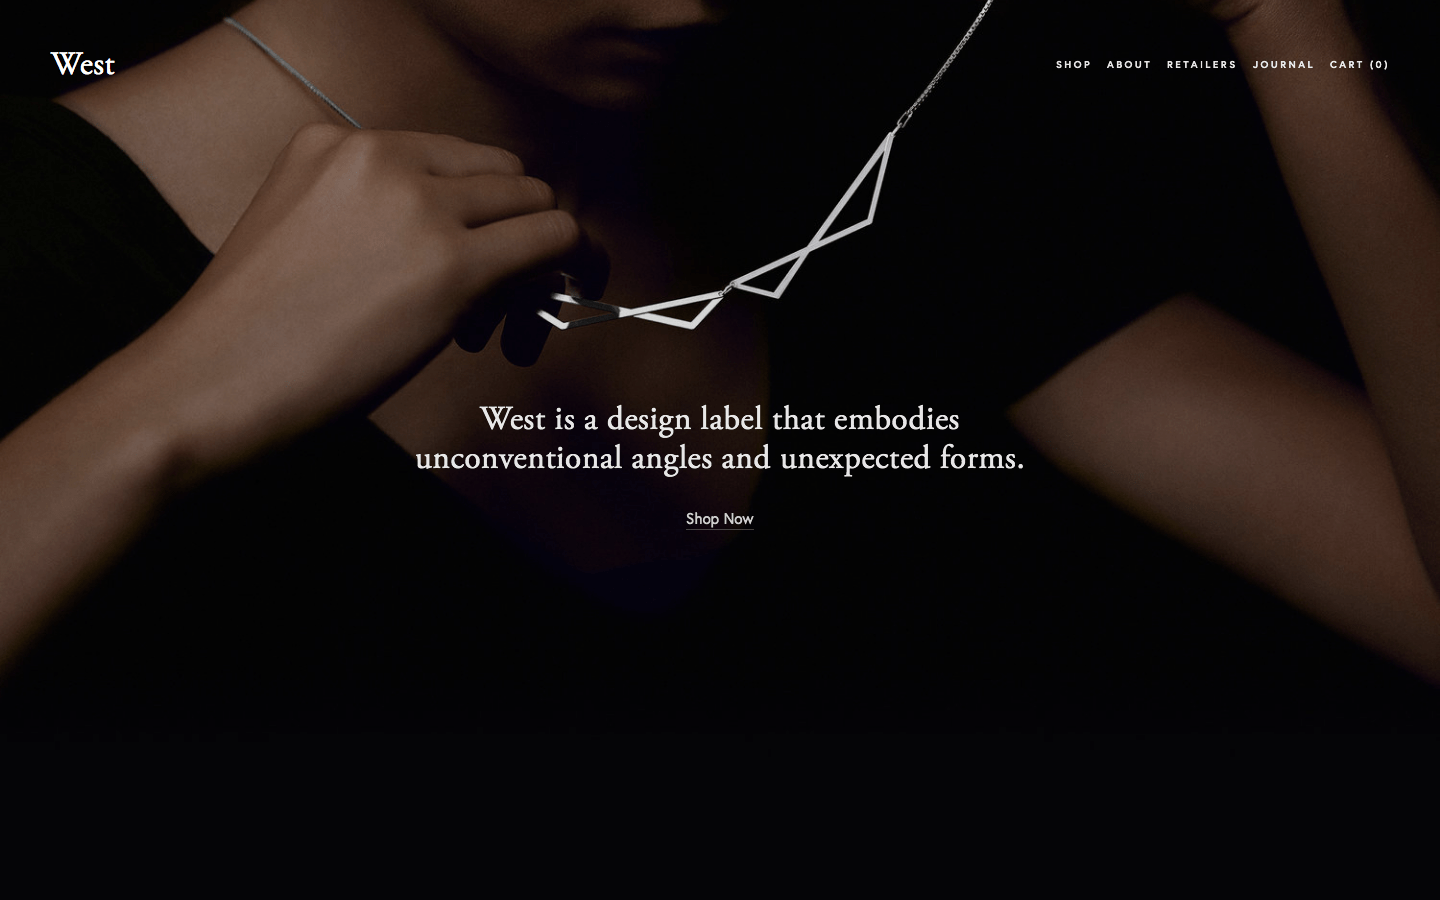 West
SHOP ABOUT RETAILERS JOURNAL CART (0)
West is a design label that embodies
unconventional angles and unexpected forms.
Shop Now